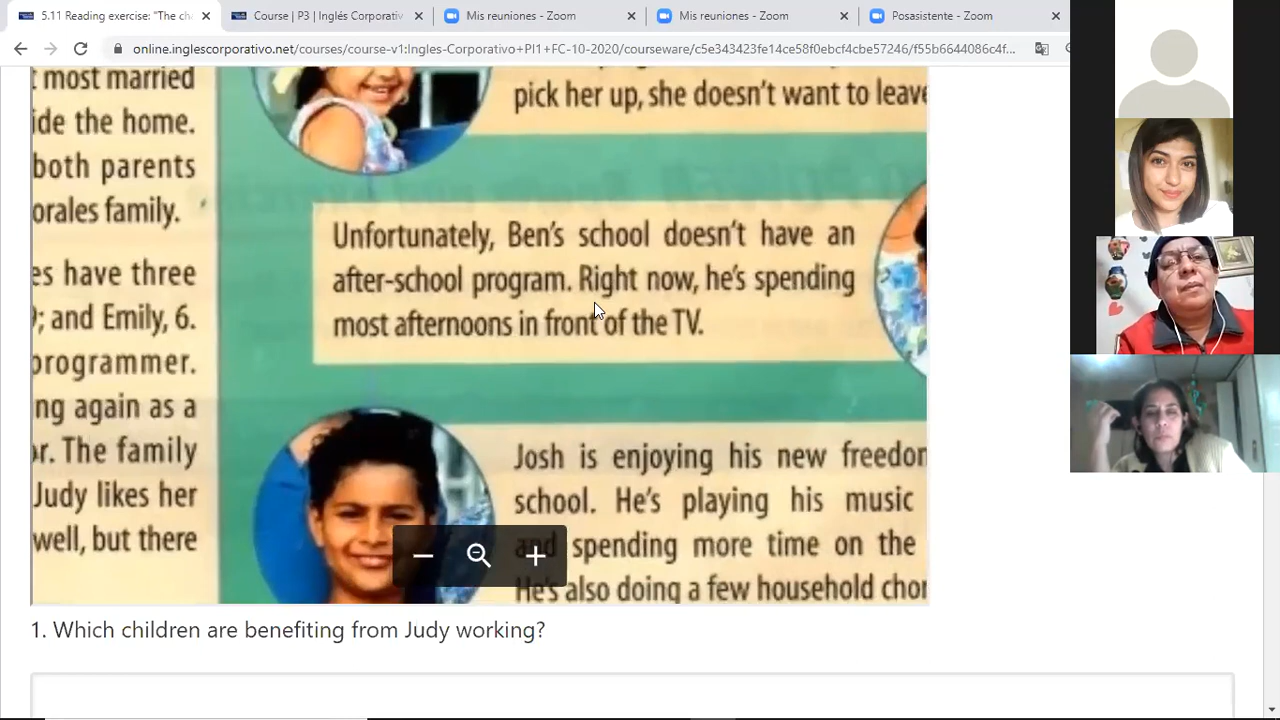 5.11 Reading exercise: "The ch
Course | P3 | Inglés Corporativ
Mis reuniones - Zoom
Mis reuniones - Zoom
Posasistente - Zoom
online.inglescorporativo.net/courses/course-v1:Ingles-Corporativo+PI1+FC-10-2020/courseware/c5e313423fe14ce58f0ebcf4cbe57246/f55b6644086c4f...
t most married
ide the home.
both parents
orales family.
es have three
9; and Emily, 6.
programmer.
ng again as a
or. The family
Judy likes her
well, but there
pick her up, she doesn't want to leave
Unfortunately, Ben's school doesn't have an
after-school program. Right now, he's spending
most afternoons in front of the TV.
Josh is enjoying his new freedom
school. He's playing his music
and spending more time on the
He's also doing a few household chor
1. Which children are benefiting from Judy working?